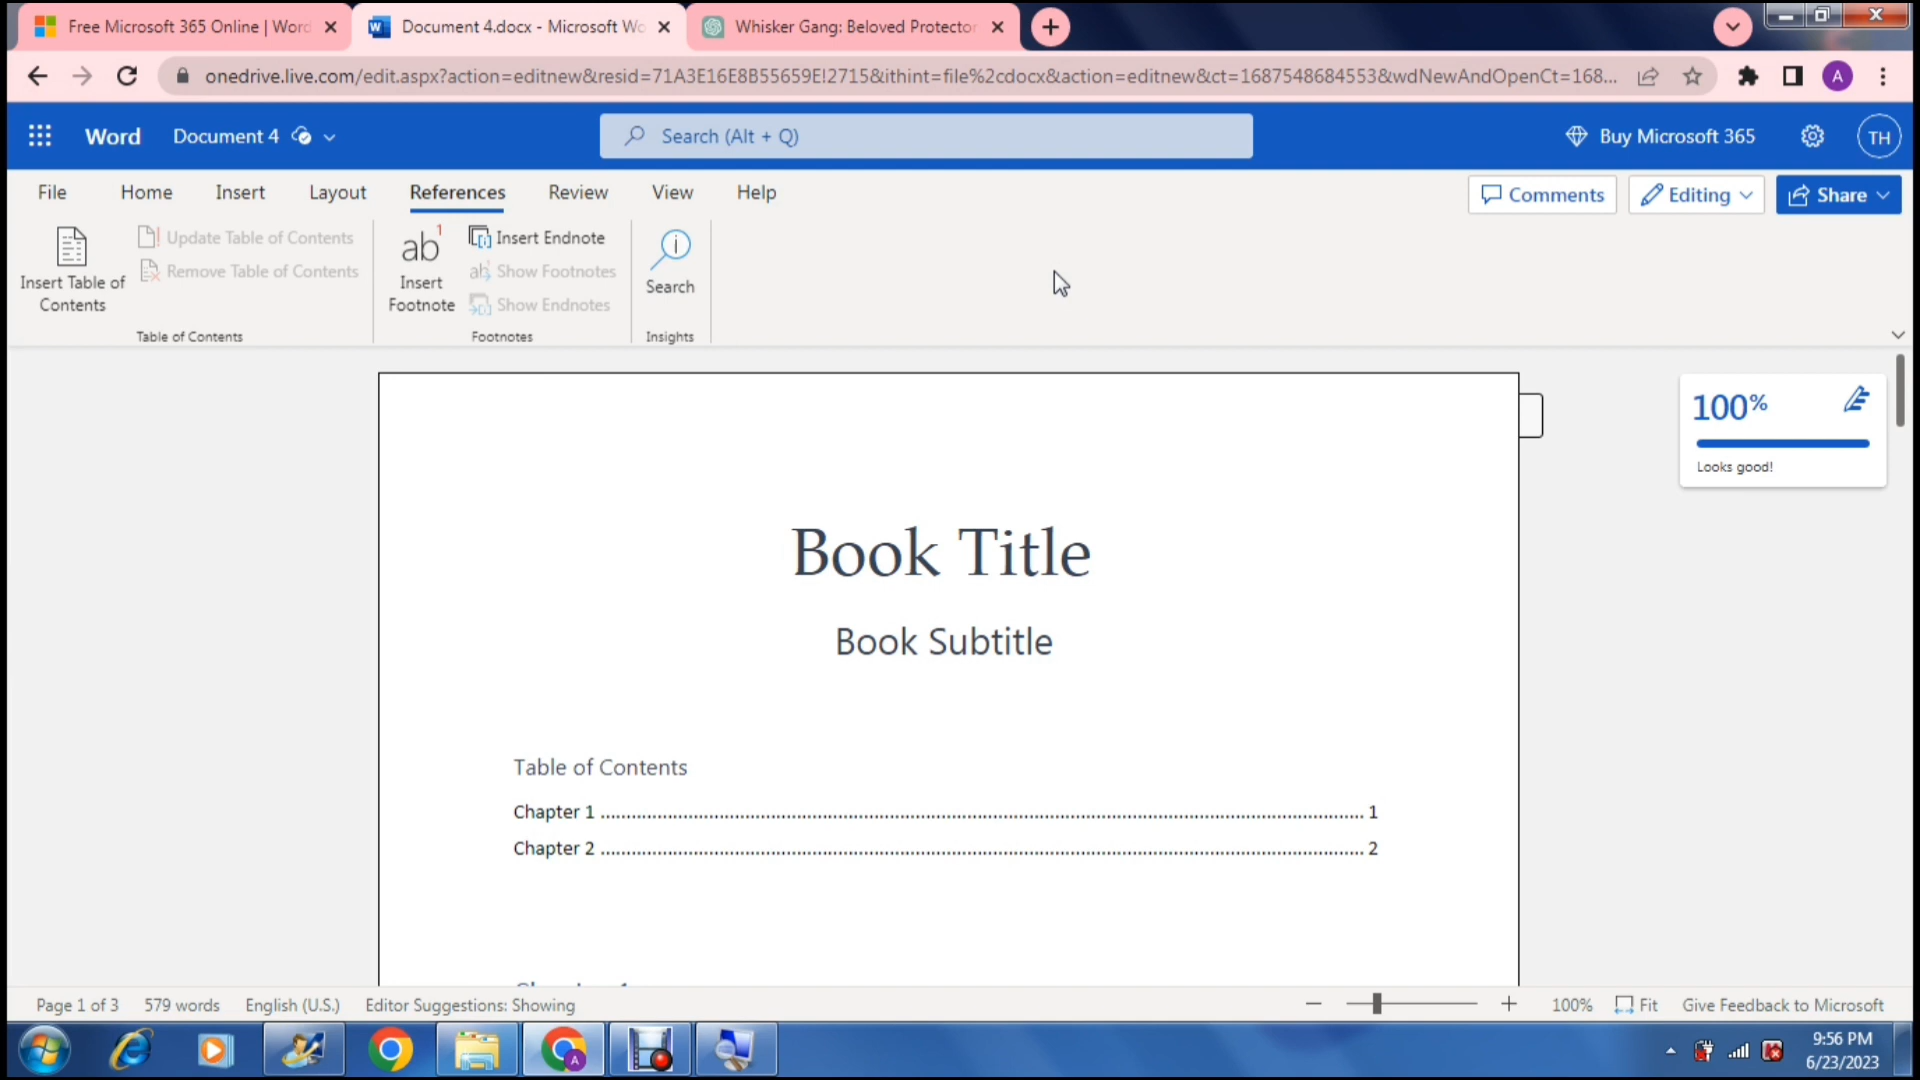 Free Microsoft 365 Online | Word
Document 4.docx - Microsoft Wo
Whisker Gang: Beloved Protector
onedrive.live.com/edit.aspx?action=editnew&resid=71A3E16E8B55659E!2715&ithint=file%2cdocx&action=editnew&ct=1687548684553&wdNewAndOpenCt=168...
A
Word
Document 4
Search (Alt + Q)
Buy Microsoft 365
TH
File Home Insert Layout References Review View Help
Comments
Editing
Share
Insert Table of
Contents
Update Table of Contents
Remove Table of Contents
Table of Contents
ab1
Insert
Footnote
Insert Endnote
ab Show Footnotes
Show Endnotes
Footnotes
Search
Insights
100%
Looks good!
Book Title
Book Subtitle
Table of Contents
Chapter 1 ........................................................................ 1
Chapter 2 ........................................................................ 2
Chapter 1
Page 1 of 3 579 words English (U.S.) Editor Suggestions: Showing
100% Fit Give Feedback to Microsoft
A
9:56 PM
6/23/2023